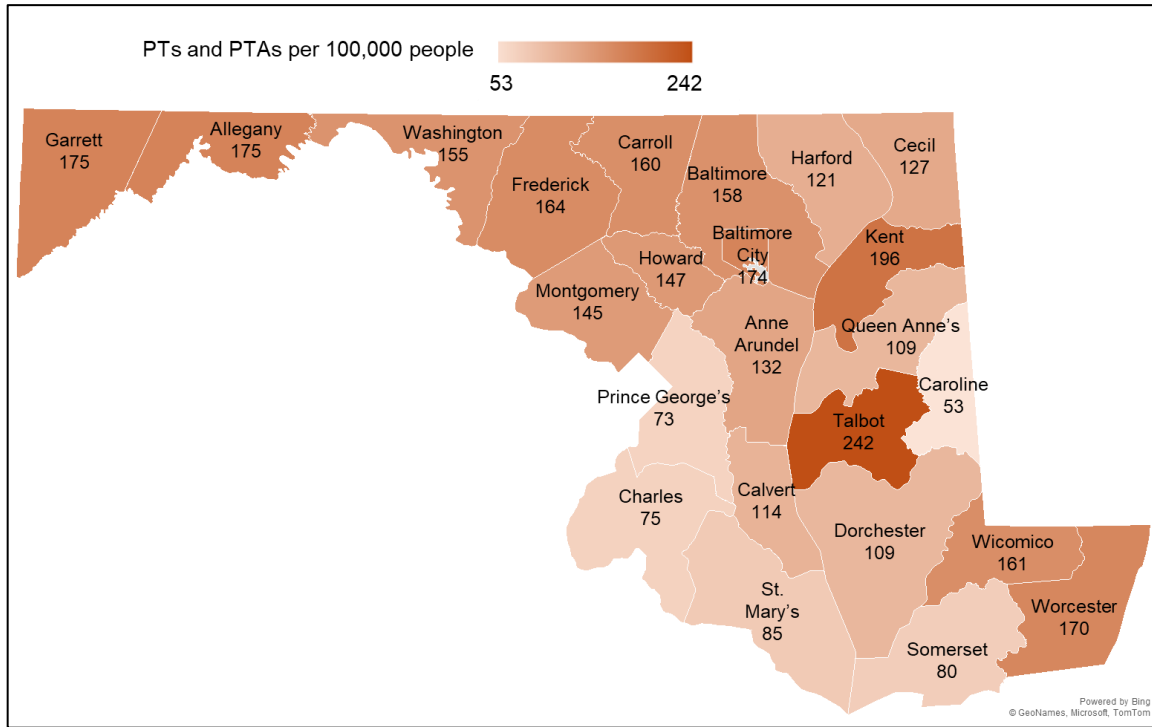 PTs and PTAs per 100,000 people
53
242
Garrett
175
Allegany
175
Washington
155
Frederick
164
Carroll
160
Baltimore
158
Harford
121
Cecil
127
Baltimore
City
174
Kent
196
Howard
147
Montgomery
145
Anne
Arundel
132
Queen Anne’s
109
Caroline
53
Prince George’s
73
Talbot
242
Charles
75
Calvert
114
Dorchester
109
Wicomico
161
St.
Mary’s
85
Worcester
170
Somerset
80
Powered by Bing
© GeoNames, Microsoft, TomTom